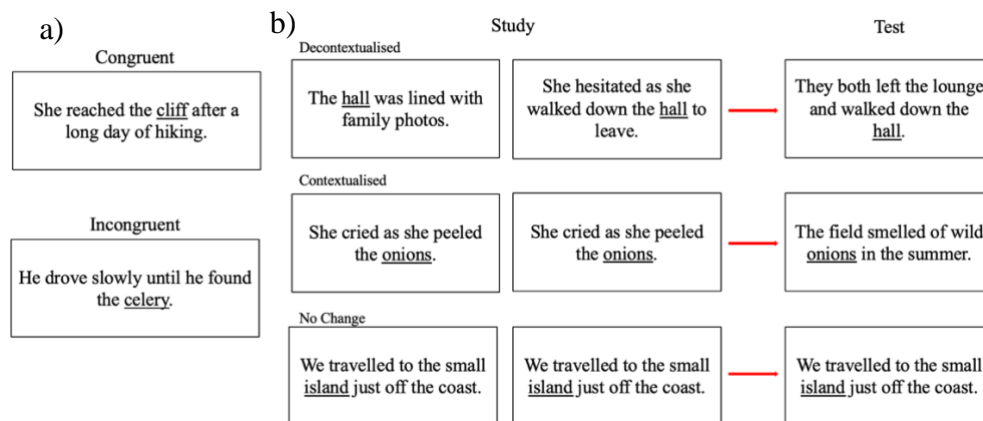 a)
Congruent
She reached the cliff after a
long day of hiking.
Incongruent
He drove slowly until he found
the celery.
b)
Study
Test
Decontextualised
The hall was lined with
family photos.
She hesitated as she
walked down the hall to
leave.
They both left the lounge
and walked down the
hall.
Contextualised
She cried as she peeled
the onions.
She cried as she peeled
the onions.
The field smelled of wild
onions in the summer.
No Change
We travelled to the small
island just off the coast.
We travelled to the small
island just off the coast.
We travelled to the small
island just off the coast.